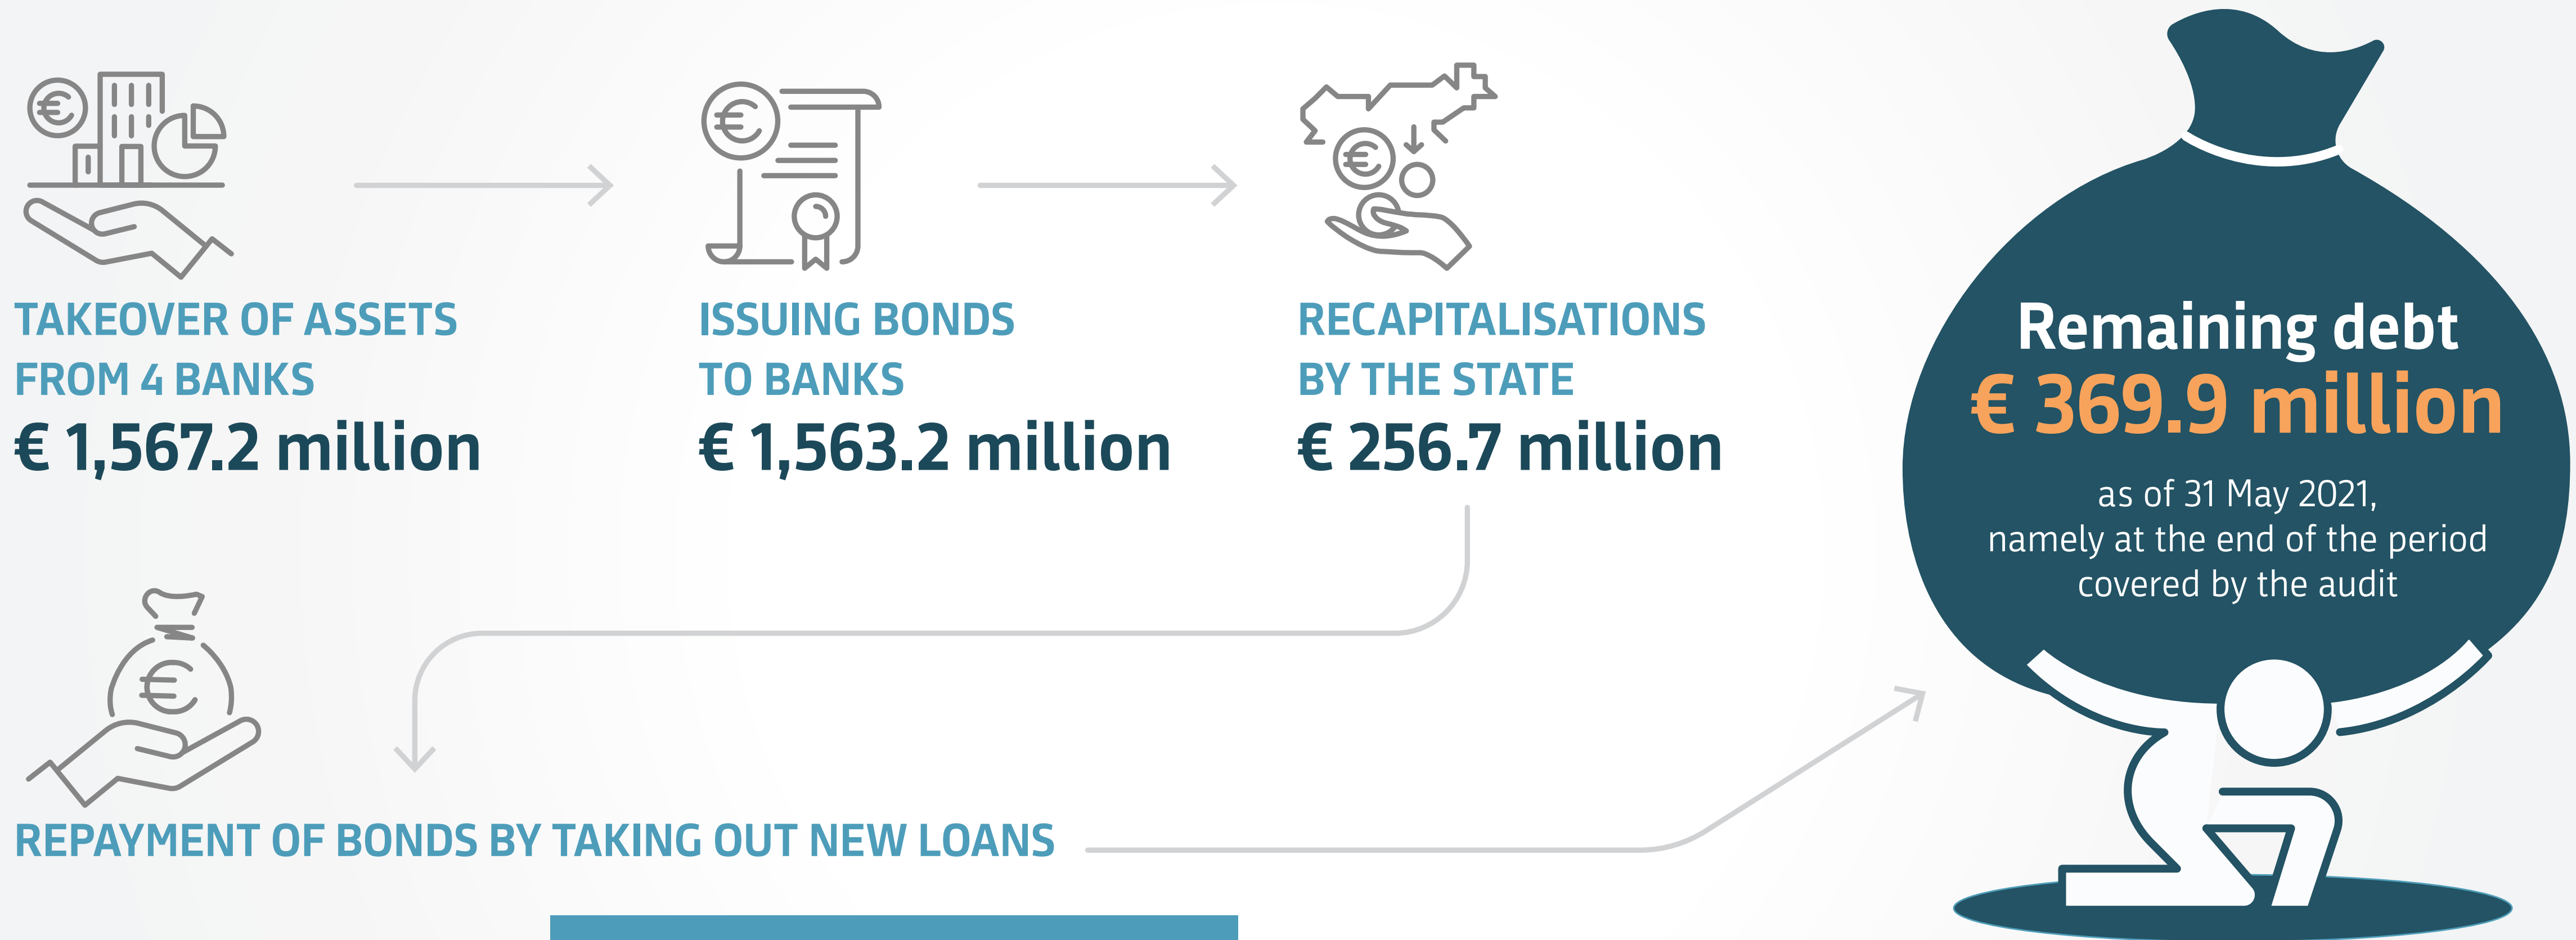 TAKEOVER OF ASSETS
FROM 4 BANKS
€ 1,567.2 million
ISSUING BONDS
TO BANKS
€ 1,563.2 million
RECAPITALISATIONS
BY THE STATE
€ 256.7 million
REPAYMENT OF BONDS BY TAKING OUT NEW LOANS
Remaining debt
€ 369.9 million
as of 31 May 2021,
namely at the end of the period
covered by the audit